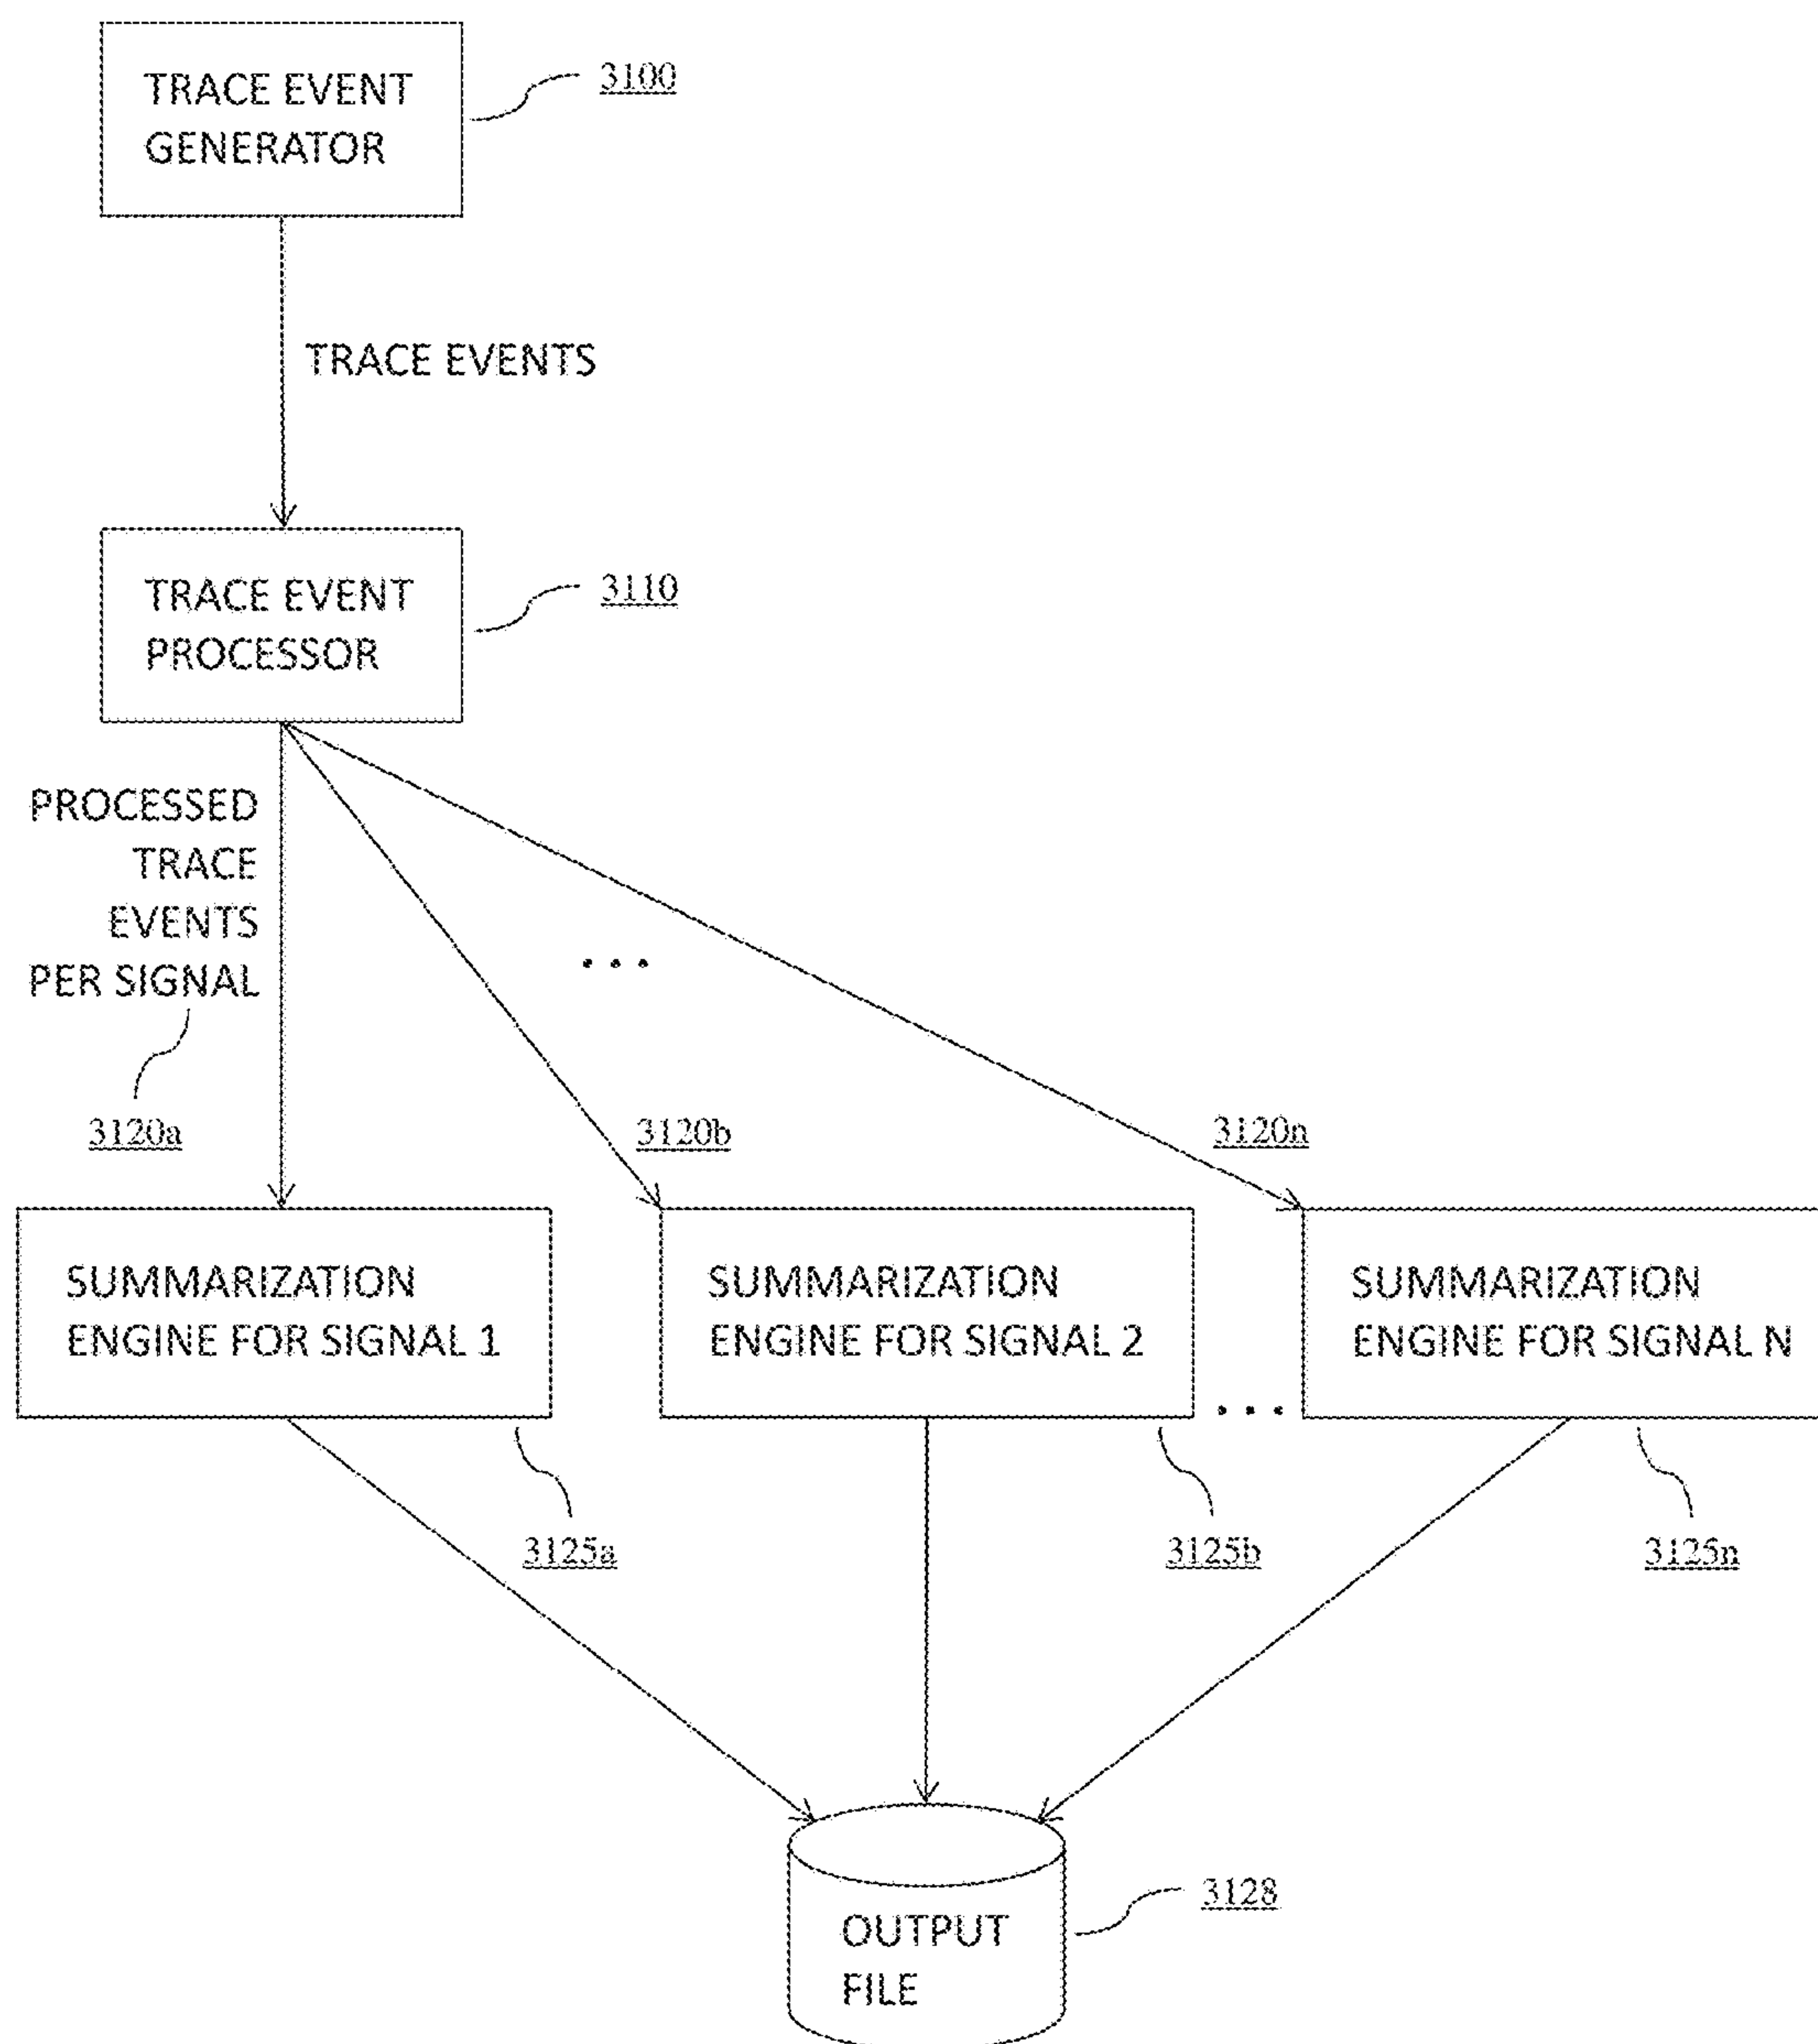 TRACE EVENT
GENERATOR
3100
TRACE EVENTS
TRACE EVENT
PROCESSOR
3110
PROCESSED
TRACE
EVENTS
PER SIGNAL
...
3120a
3120b
3120n
SUMMARIZATION
ENGINE FOR SIGNAL 1
SUMMARIZATION
ENGINE FOR SIGNAL 2
...
SUMMARIZATION
ENGINE FOR SIGNAL N
3125a
3125b
3125n
OUTPUT
FILE
3128